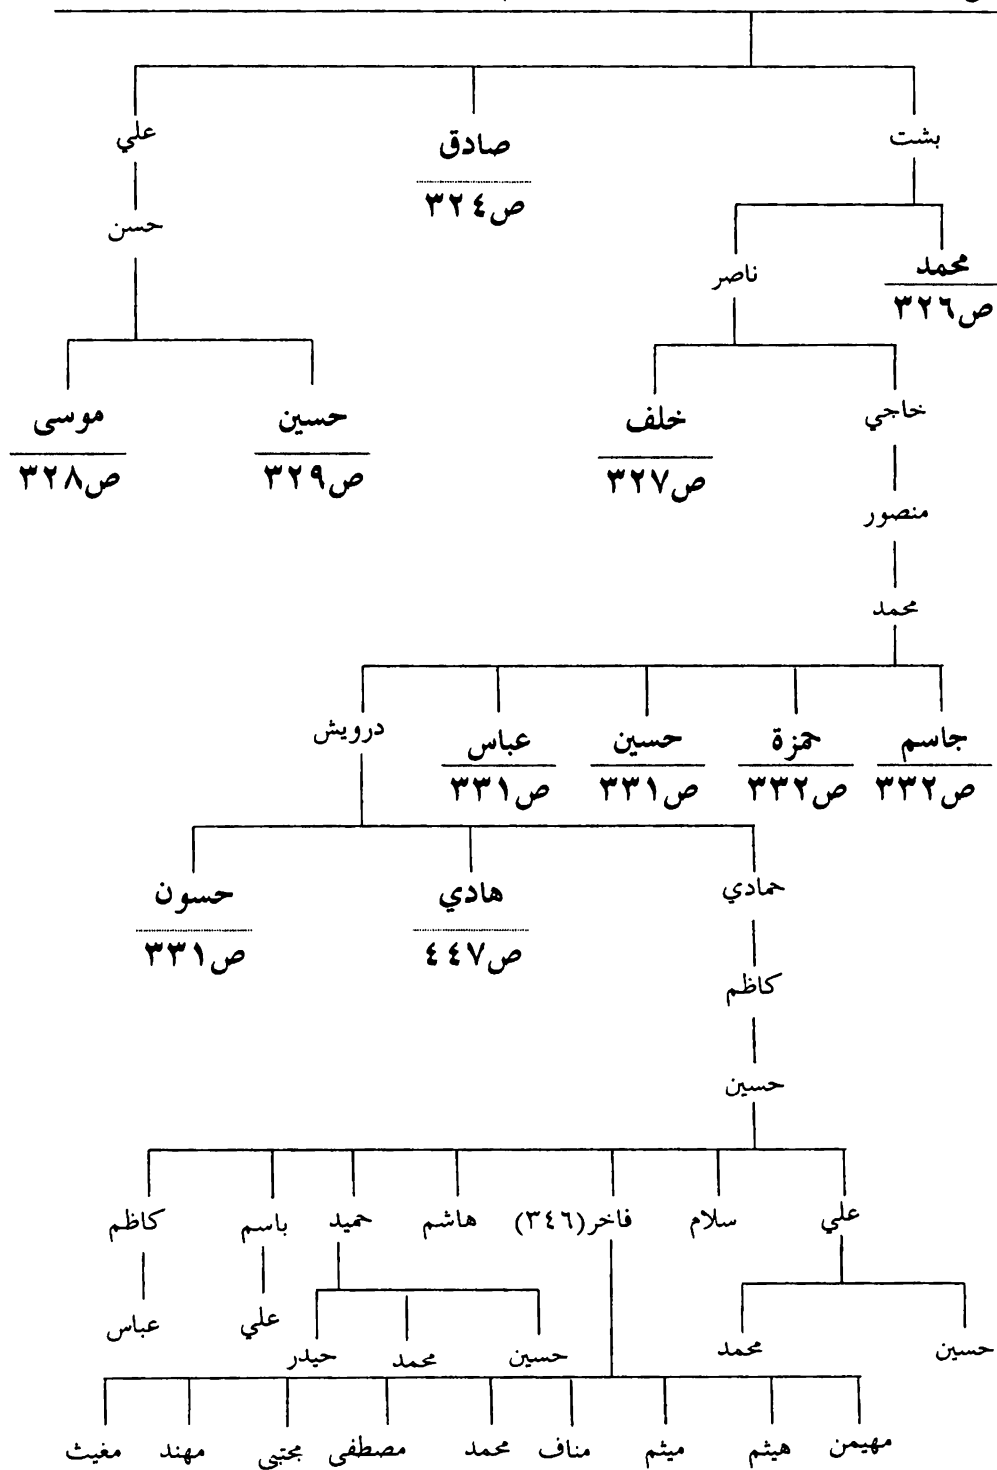 بشت صادق علي
ص٣٢٤
حسن
محمد ناصر
ص٣٢٦
خاجي خلف حسين موسى
ص٣٢٧ ص٣٢٩ ص٣٢٨
منصور
محمد
جاسم حمزة حسين عباس درويش
ص٣٣٢ ص٣٣٢ ص٣٣١ ص٣٣١
حمادي هادي حسون
ص٤٤٧ ص٣٣١
كاظم
حسين
علي سلام فاخر(٣٤٦) هاشم حميد باسم كاظم
حسين محمد حسين محمد حيدر علي عباس
مهيمن هيثم ميثم مناف محمد مصطفى مجتبى مهند مغيث